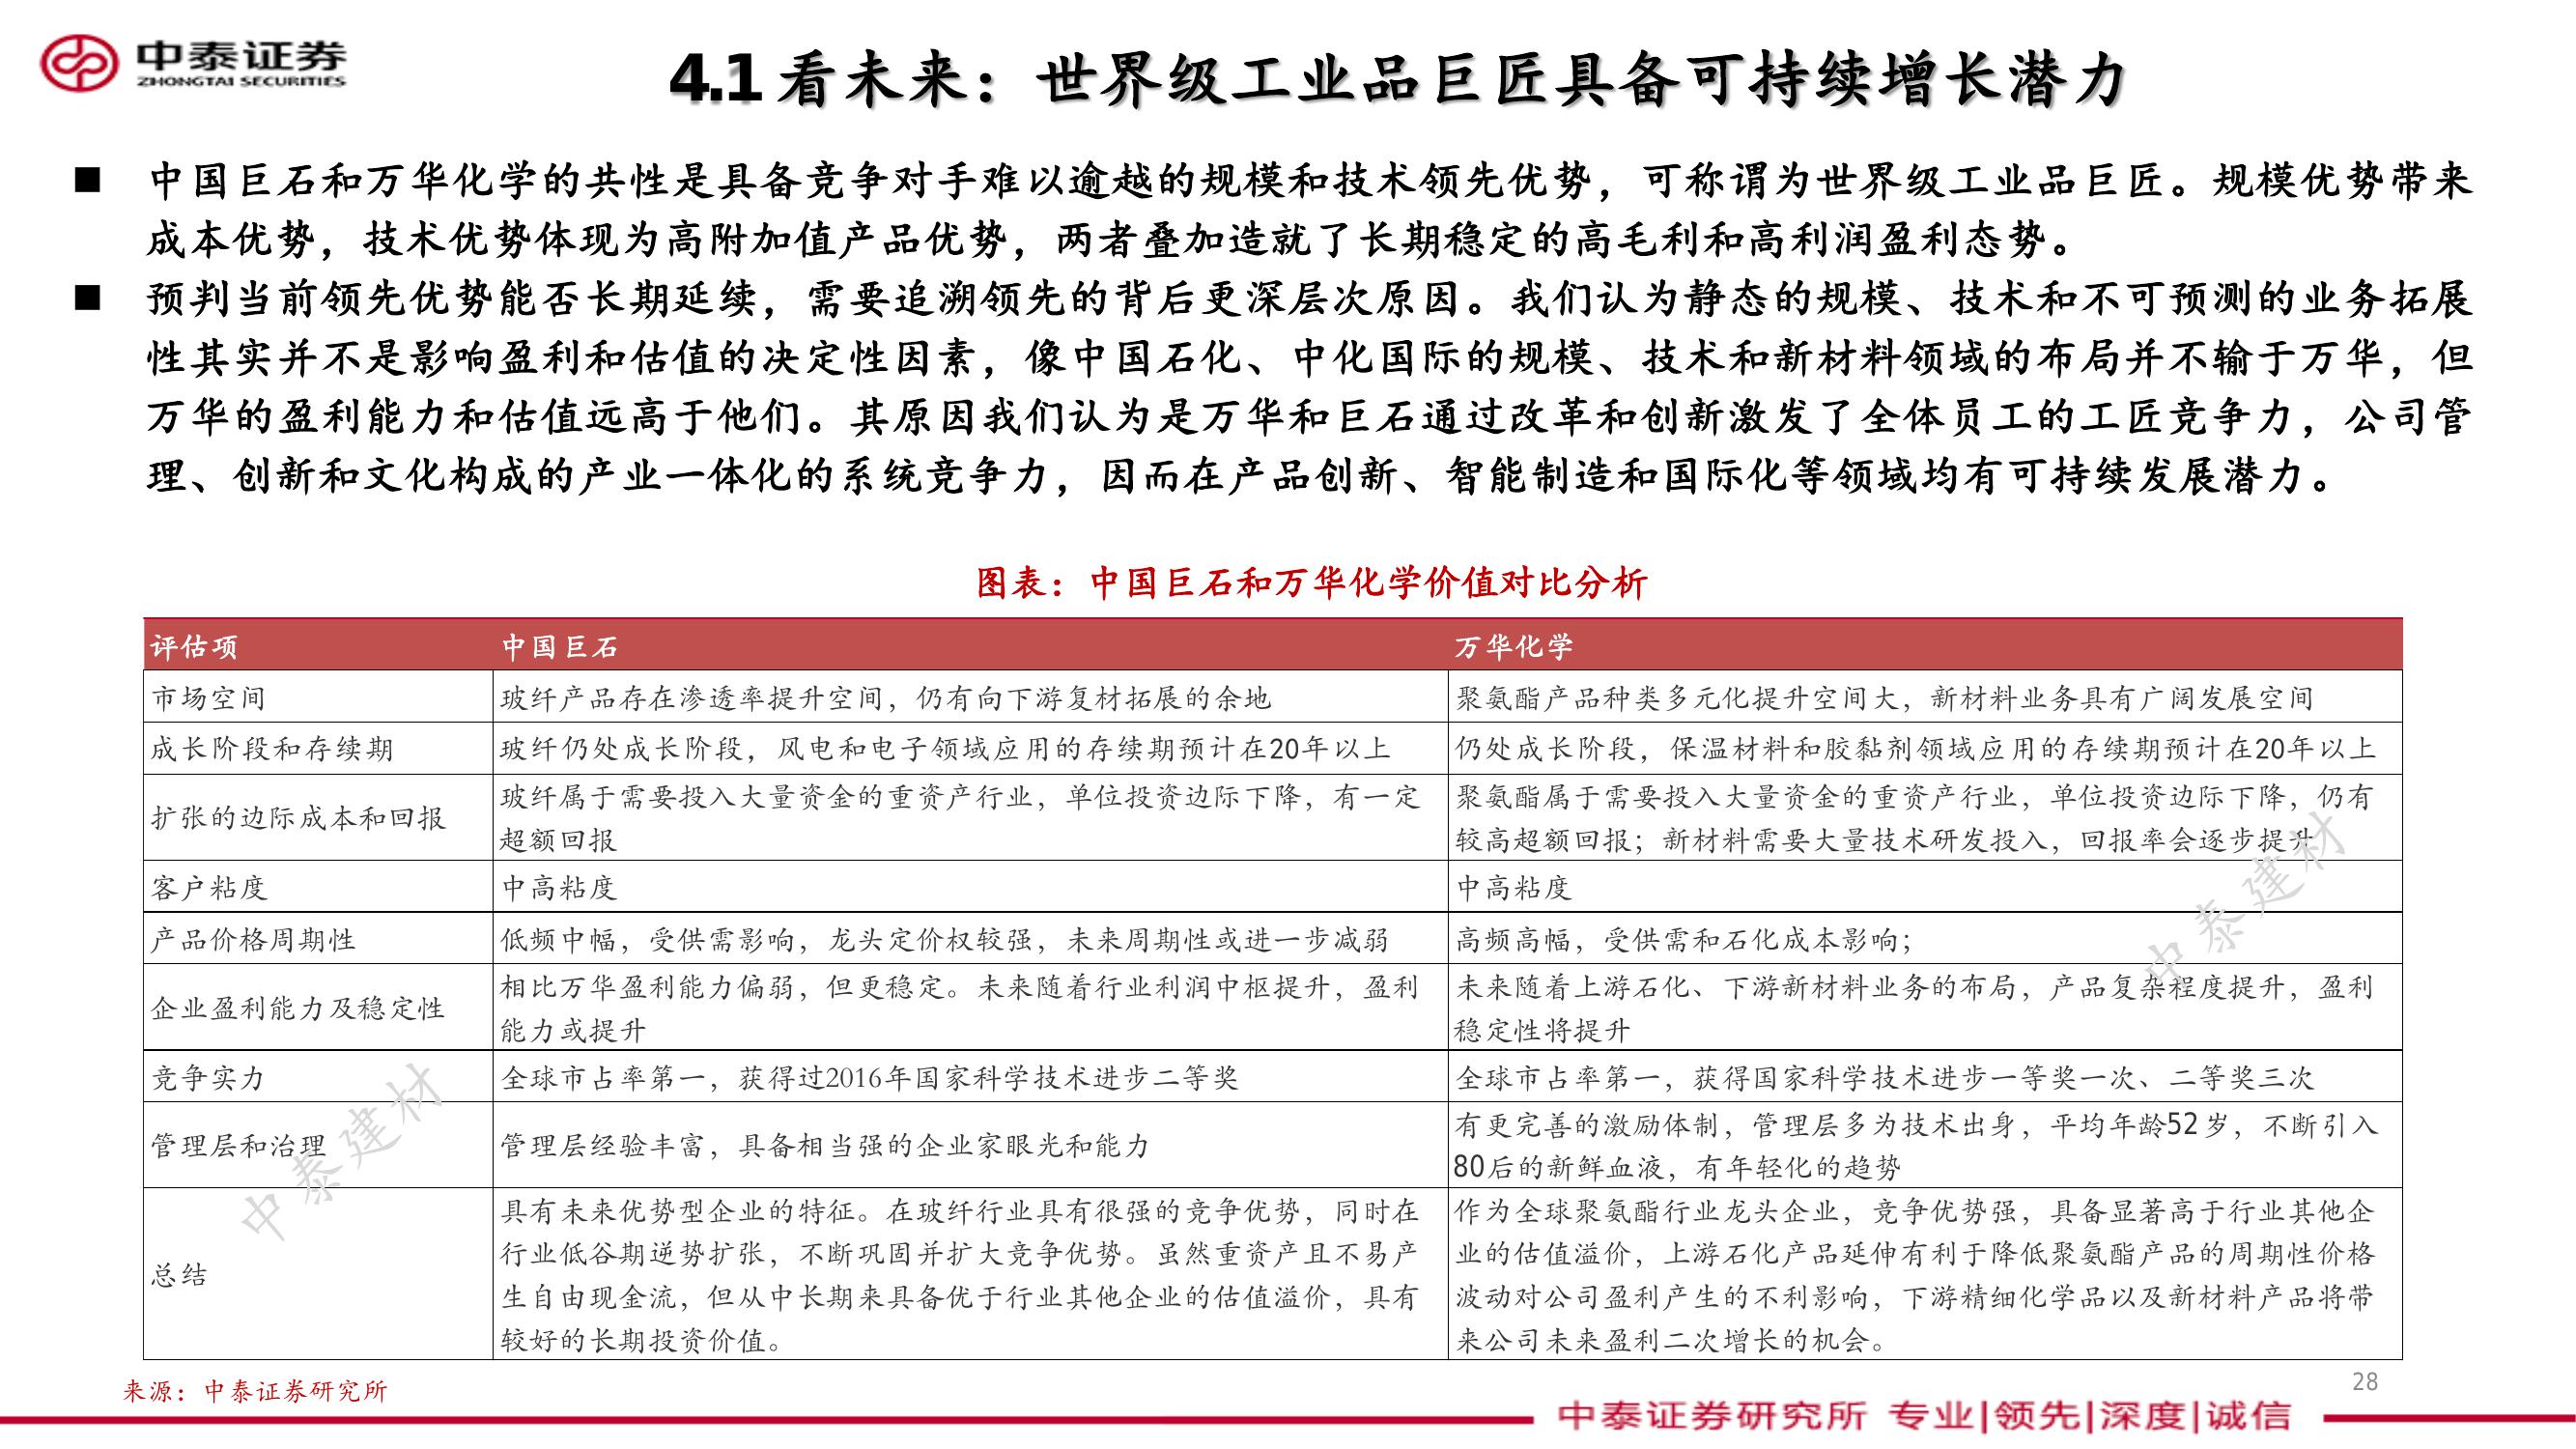 中泰证券
ZHONGTAI SECURITIES
4.1 看未来：世界级工业品巨匠具备可持续增长潜力
■ 中国巨石和万华化学的共性是具备竞争对手难以逾越的规模和技术领先优势，可称谓为世界级工业品巨匠。规模优势带来
成本优势，技术优势体现为高附加值产品优势，两者叠加造就了长期稳定的高毛利和高利润盈利态势。
■ 预判当前领先优势能否长期延续，需要追溯领先的背后更深层次原因。我们认为静态的规模、技术和不可预测的业务拓展
性其实并不是影响盈利和估值的决定性因素，像中国石化、中化国际的规模、技术和新材料领域的布局并不输于万华，但
万华的盈利能力和估值远高于他们。其原因我们认为是万华和巨石通过改革和创新激发了全体员工的工匠竞争力，公司管
理、创新和文化构成的产业一体化的系统竞争力，因而在产品创新、智能制造和国际化等领域均有可持续发展潜力。
图表：中国巨石和万华化学价值对比分析
评估项 中国巨石 万华化学
市场空间 玻纤产品存在渗透率提升空间，仍有向下游复材拓展的余地 聚氨酯产品种类多元化提升空间大，新材料业务具有广阔发展空间
成长阶段和存续期 玻纤仍处成长阶段，风电和电子领域应用的存续期预计在20年以上 仍处成长阶段，保温材料和胶黏剂领域应用的存续期预计在20年以上
扩张的边际成本和回报
玻纤属于需要投入大量资金的重资产行业，单位投资边际下降，有一定
超额回报
聚氨酯属于需要投入大量资金的重资产行业，单位投资边际下降，仍有
较高超额回报；新材料需要大量技术研发投入，回报率会逐步提升
客户粘度 中高粘度 中高粘度
产品价格周期性 低频中幅，受供需影响，龙头定价权较强，未来周期性或进一步减弱 高频高幅，受供需和石化成本影响；
企业盈利能力及稳定性
相比万华盈利能力偏弱，但更稳定。未来随着行业利润中枢提升，盈利
能力或提升
未来随着上游石化、下游新材料业务的布局，产品复杂程度提升，盈利
稳定性将提升
竞争实力 全球市占率第一，获得过2016年国家科学技术进步二等奖 全球市占率第一，获得国家科学技术进步一等奖一次、二等奖三次
管理层和治理 管理层经验丰富，具备相当强的企业家眼光和能力
有更完善的激励体制，管理层多为技术出身，平均年龄52岁，不断引入
80后的新鲜血液，有年轻化的趋势
总结
具有未来优势型企业的特征。在玻纤行业具有很强的竞争优势，同时在
行业低谷期逆势扩张，不断巩固并扩大竞争优势。虽然重资产且不易产
生自由现金流，但从中长期来具备优于行业其他企业的估值溢价，具有
较好的长期投资价值。
作为全球聚氨酯行业龙头企业，竞争优势强，具备显著高于行业其他企
业的估值溢价，上游石化产品延伸有利于降低聚氨酯产品的周期性价格
波动对公司盈利产生的不利影响，下游精细化学品以及新材料产品将带
来公司未来盈利二次增长的机会。
中泰建材
中泰建材
来源：中泰证券研究所
28
中泰证券研究所 专业|领先|深度|诚信